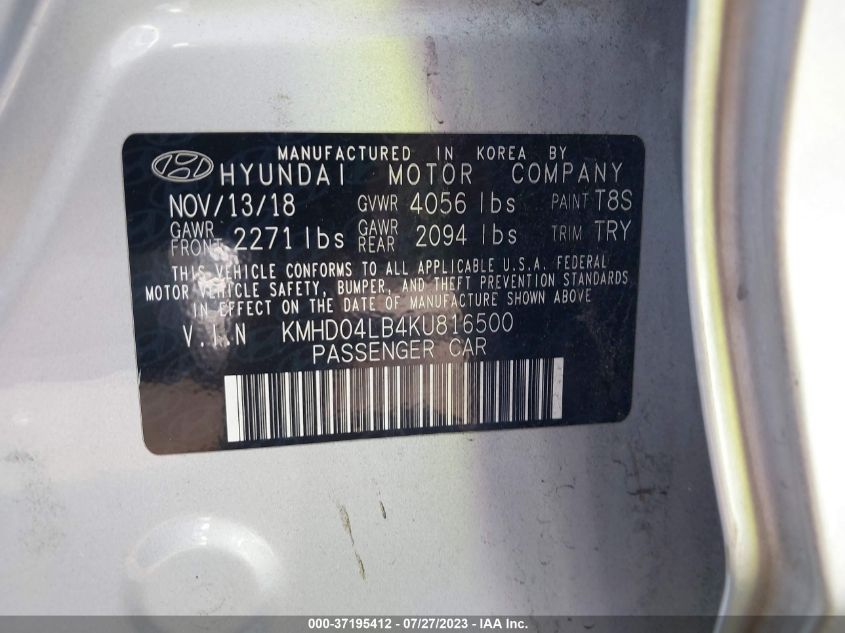 MANUFACTURED IN KOREA BY
HYUNDAI MOTOR COMPANY
NOV/13/18 GVWR 4056 lbs PAINT T8S
GAWR FRONT 2271 lbs GAWR REAR 2094 lbs TRIM TRY
THIS VEHICLE CONFORMS TO ALL APPLICABLE U.S.A. FEDERAL
MOTOR VEHICLE SAFETY, BUMPER, AND THEFT PREVENTION STANDARDS
IN EFFECT ON THE DATE OF MANUFACTURE SHOWN ABOVE
V.I.N KMHD04LB4KU816500
PASSENGER CAR
000-37195412 - 07/27/2023 - IAA Inc.